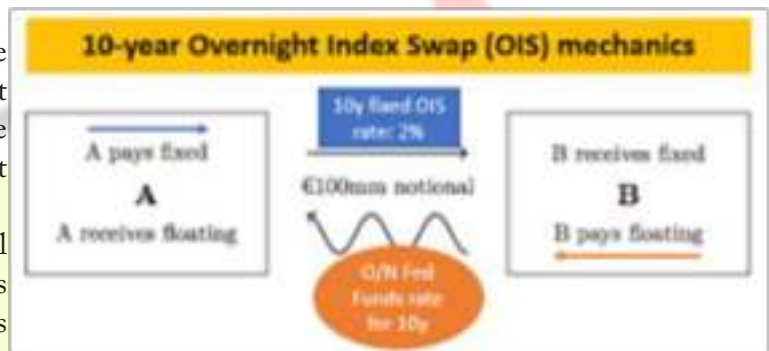 10-year Overnight Index Swap (OIS) mechanics
e
t
e
t
l
s
s
A pays fixed
A
A receives floating
10y fixed OIS
rate: 2%
€100mm notional
O/N Fed
Funds rate
for 10y
B receives fixed
B
B pays floating